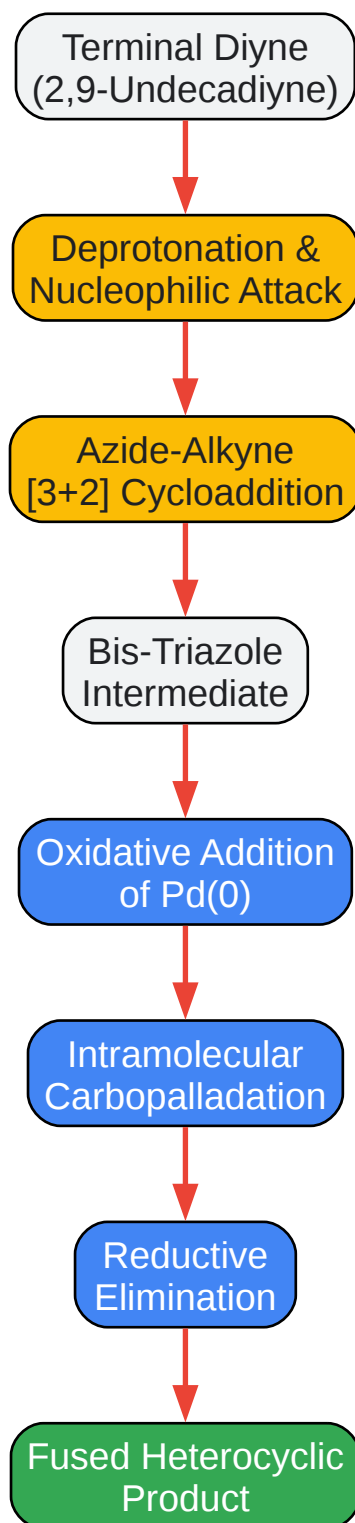 Terminal Diyne
(2,9-Undecadiyne)
Deprotonation &
Nucleophilic Attack
Azide-Alkyne
[3+2] Cycloaddition
Bis-Triazole
Intermediate
Oxidative Addition
of Pd(0)
Intramolecular
Carbopalladation
Reductive
Elimination
Fused Heterocyclic
Product